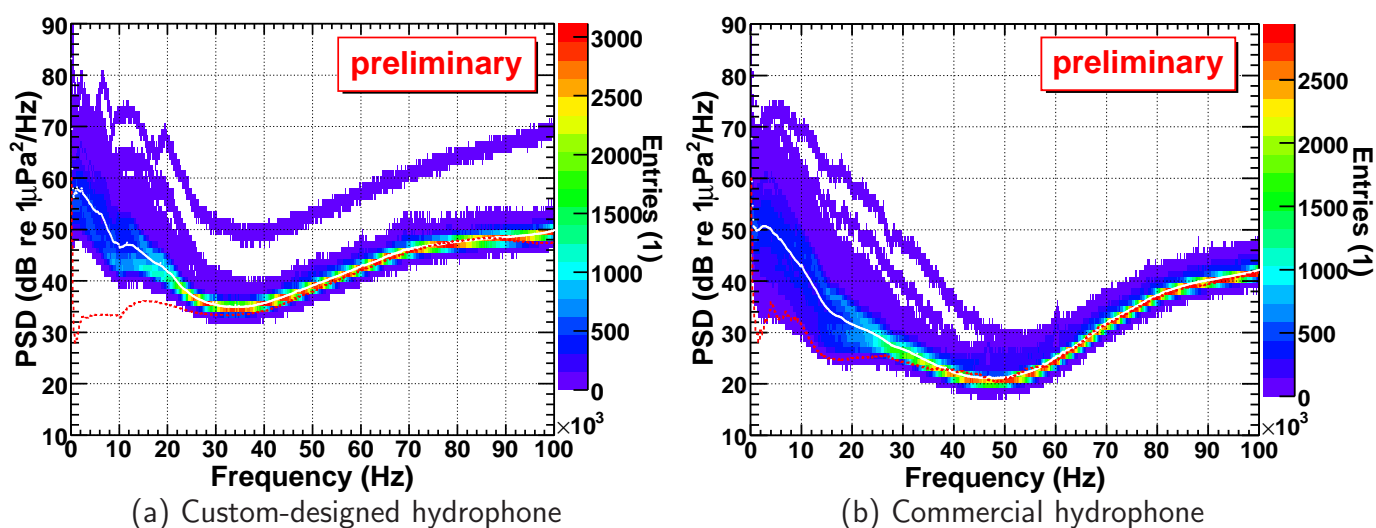 PSD (dB re 1μPa²/Hz)
90
80
70
60
50
40
30
20
10
preliminary
3000
2500
2000
1500
1000
500
0
Entries (1)
0 10 20 30 40 50 60 70 80 90 100
×10³
Frequency (Hz)
(a) Custom-designed hydrophone
PSD (dB re 1μPa²/Hz)
90
80
70
60
50
40
30
20
10
preliminary
2500
2000
1500
1000
500
0
Entries (1)
0 10 20 30 40 50 60 70 80 90 100
×10³
Frequency (Hz)
(b) Commercial hydrophone